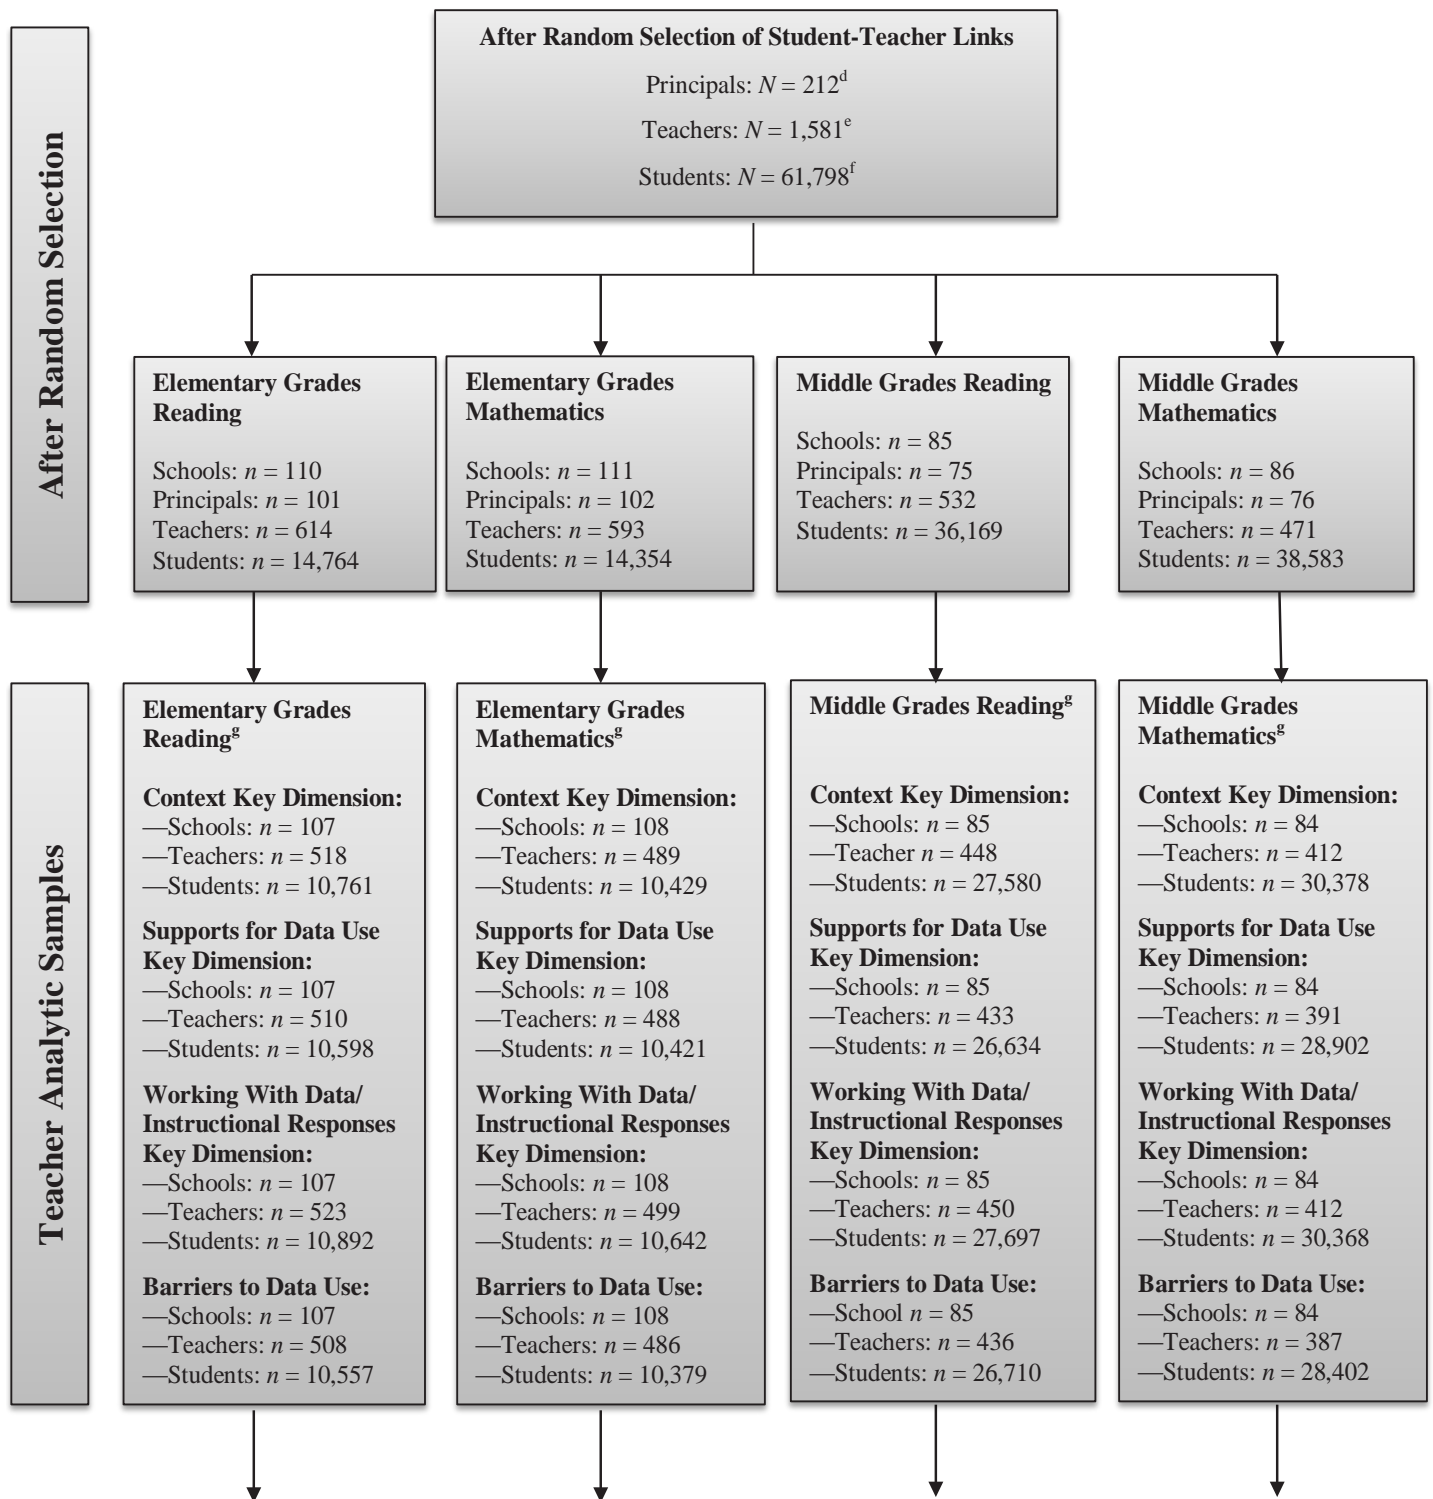 After Random Selection
After Random Selection of Student-Teacher Links
Principals: N = 212d
Teachers: N = 1,581e
Students: N = 61,798f
Elementary Grades
Reading
Schools: n = 110
Principals: n = 101
Teachers: n = 614
Students: n = 14,764
Elementary Grades
Mathematics
Schools: n = 111
Principals: n = 102
Teachers: n = 593
Students: n = 14,354
Middle Grades Reading
Schools: n = 85
Principals: n = 75
Teachers: n = 532
Students: n = 36,169
Middle Grades
Mathematics
Schools: n = 86
Principals: n = 76
Teachers: n = 471
Students: n = 38,583
Teacher Analytic Samples
Elementary Grades
Readingg
Context Key Dimension:
—Schools: n = 107
—Teachers: n = 518
—Students: n = 10,761
Supports for Data Use
Key Dimension:
—Schools: n = 107
—Teachers: n = 510
—Students: n = 10,598
Working With Data/
Instructional Responses
Key Dimension:
—Schools: n = 107
—Teachers: n = 523
—Students: n = 10,892
Barriers to Data Use:
—Schools: n = 107
—Teachers: n = 508
—Students: n = 10,557
Elementary Grades
Mathematicsg
Context Key Dimension:
—Schools: n = 108
—Teachers: n = 489
—Students: n = 10,429
Supports for Data Use
Key Dimension:
—Schools: n = 108
—Teachers: n = 488
—Students: n = 10,421
Working With Data/
Instructional Responses
Key Dimension:
—Schools: n = 108
—Teachers: n = 499
—Students: n = 10,642
Barriers to Data Use:
—Schools: n = 108
—Teachers: n = 486
—Students: n = 10,379
Middle Grades Readingg
Context Key Dimension:
—Schools: n = 85
—Teacher n = 448
—Students: n = 27,580
Supports for Data Use
Key Dimension:
—Schools: n = 85
—Teachers: n = 433
—Students: n = 26,634
Working With Data/
Instructional Responses
Key Dimension:
—Schools: n = 85
—Teachers: n = 450
—Students: n = 27,697
Barriers to Data Use:
—School n = 85
—Teachers: n = 436
—Students: n = 26,710
Middle Grades
Mathematicsg
Context Key Dimension:
—Schools: n = 84
—Teachers: n = 412
—Students: n = 30,378
Supports for Data Use
Key Dimension:
—Schools: n = 84
—Teachers: n = 391
—Students: n = 28,902
Working With Data/
Instructional Responses
Key Dimension:
—Schools: n = 84
—Teachers: n = 412
—Students: n = 30,368
Barriers to Data Use:
—Schools: n = 84
—Teachers: n = 387
—Students: n = 28,402